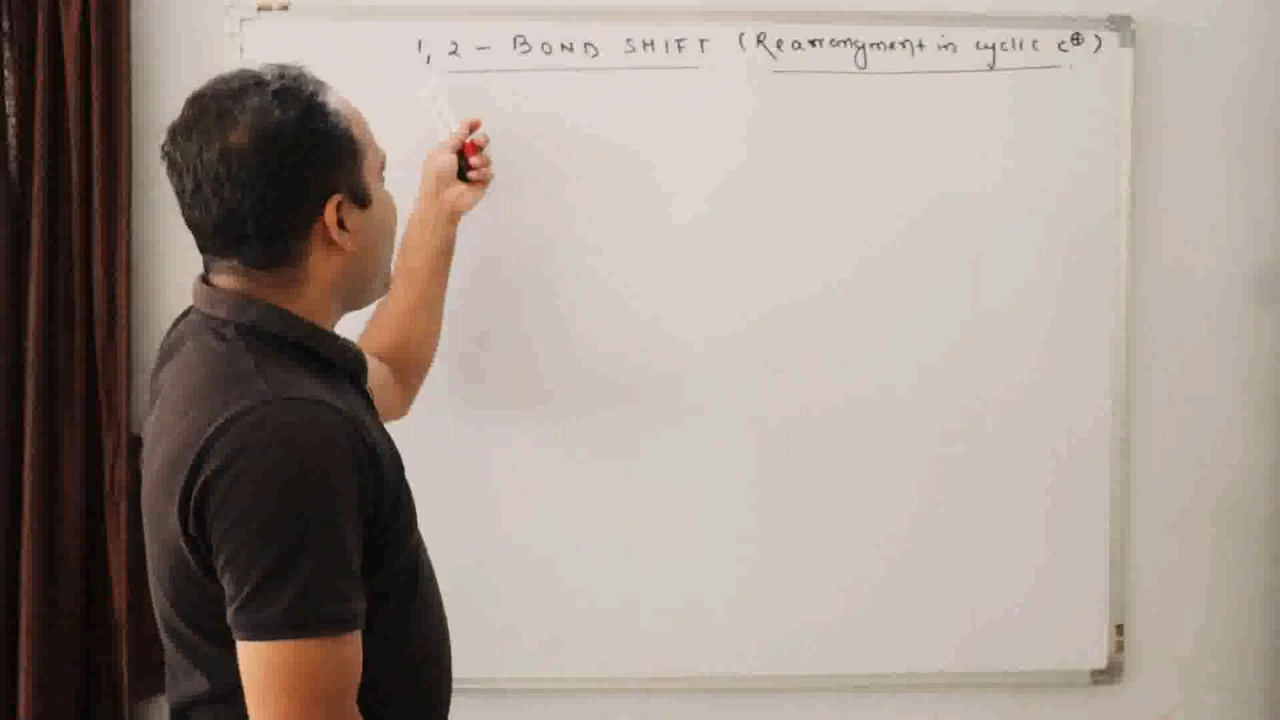 1, 2 - BOND SHIFT (Rearrangment in cyclic c⊕)